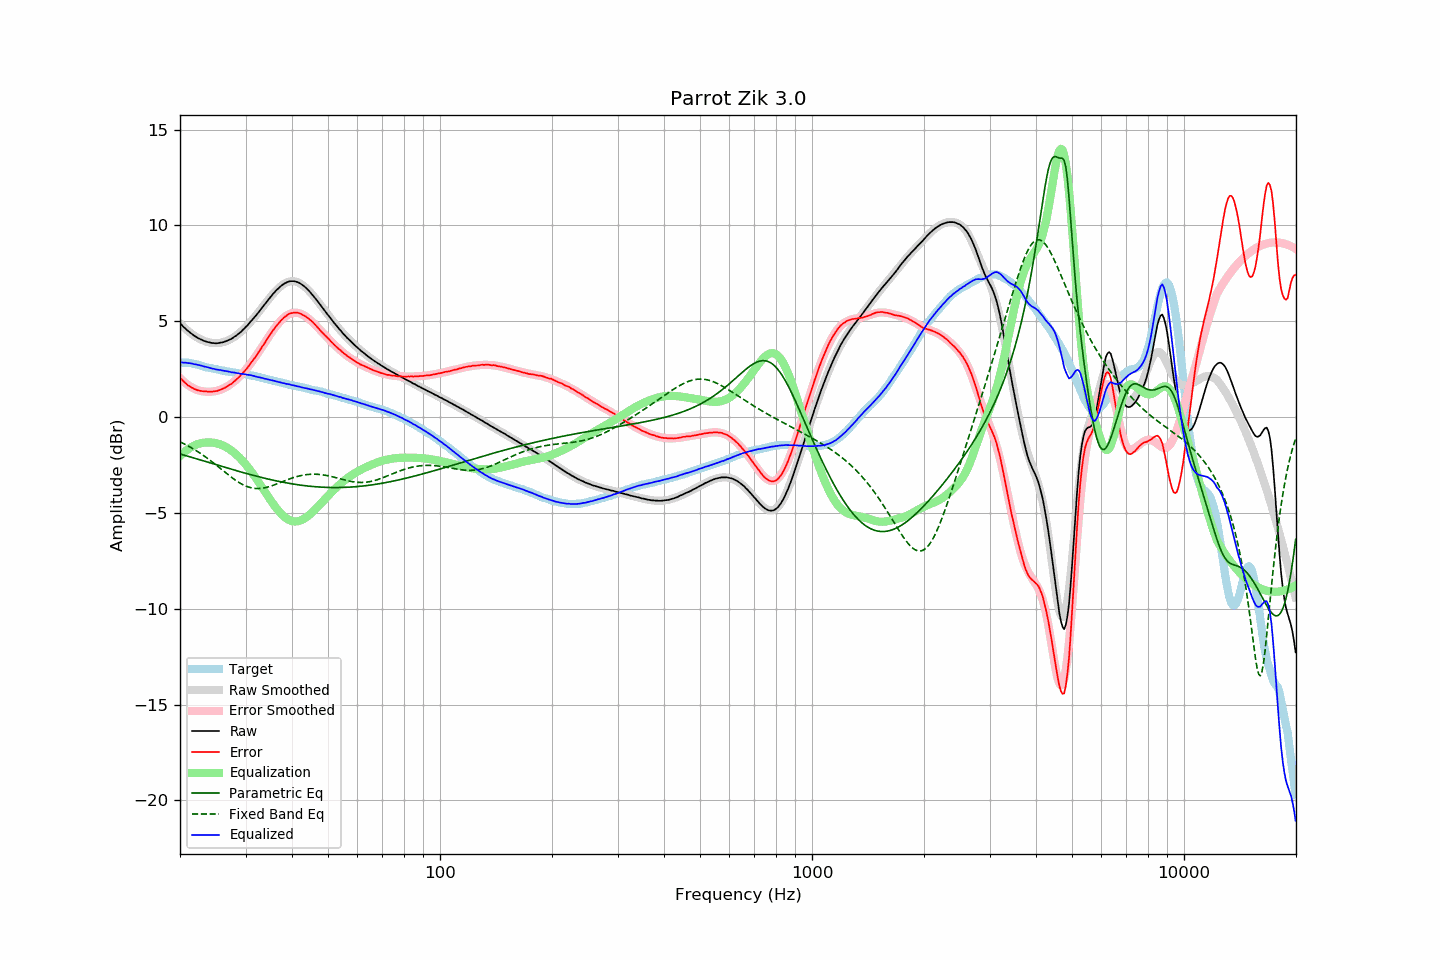 Parrot Zik 3.0
15
10
5
0
−5
−10
−15
−20
Amplitude (dBr)
Target
Raw Smoothed
Error Smoothed
Raw
Error
Equalization
Parametric Eq
Fixed Band Eq
Equalized
100
1000
10000
Frequency (Hz)